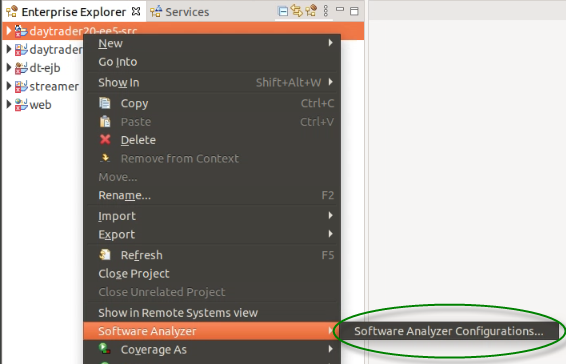 Enterprise Explorer Services
daytrader20-ee5-src
daytrader
dt-ejb
streamer
web
New
Go Into
Show In Shift+Alt+W
Copy Ctrl+C
Paste Ctrl+V
Delete
Remove from Context
Move...
Rename... F2
Import
Export
Refresh F5
Close Project
Close Unrelated Project
Show in Remote Systems view
Software Analyzer
Software Analyzer Configurations...
Coverage As